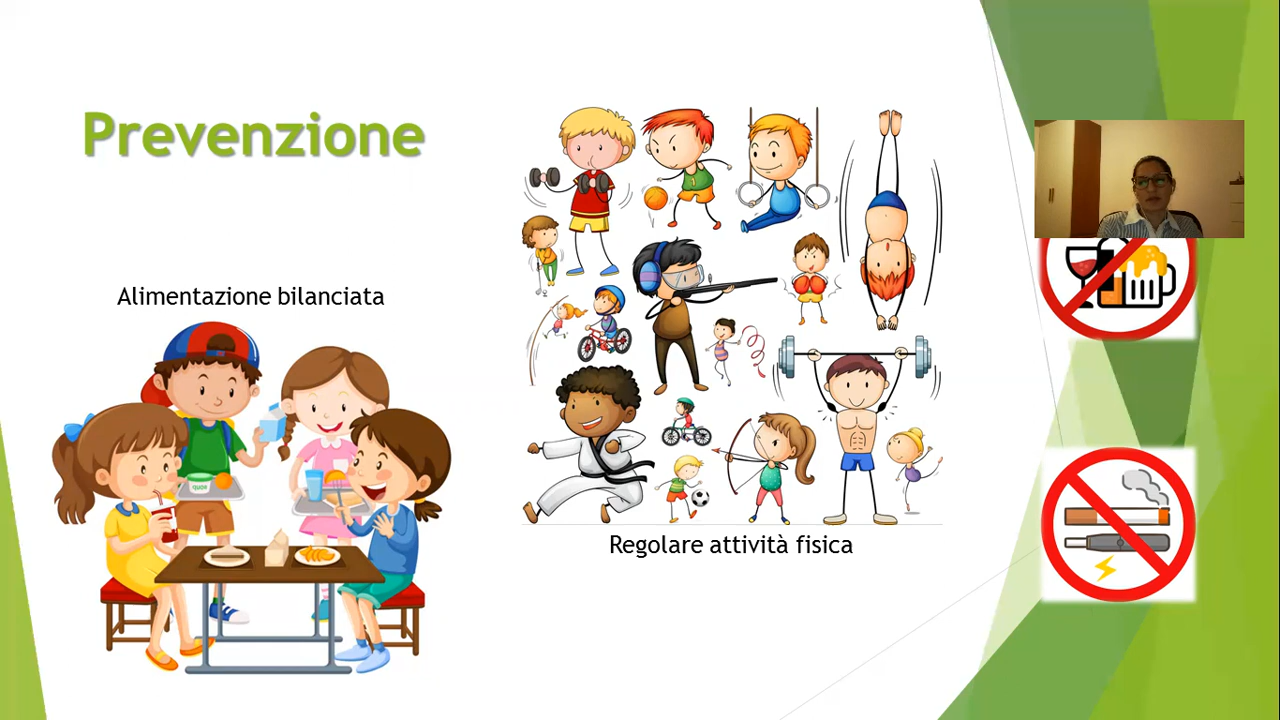 Prevenzione
Alimentazione bilanciata
Regolare attività fisica